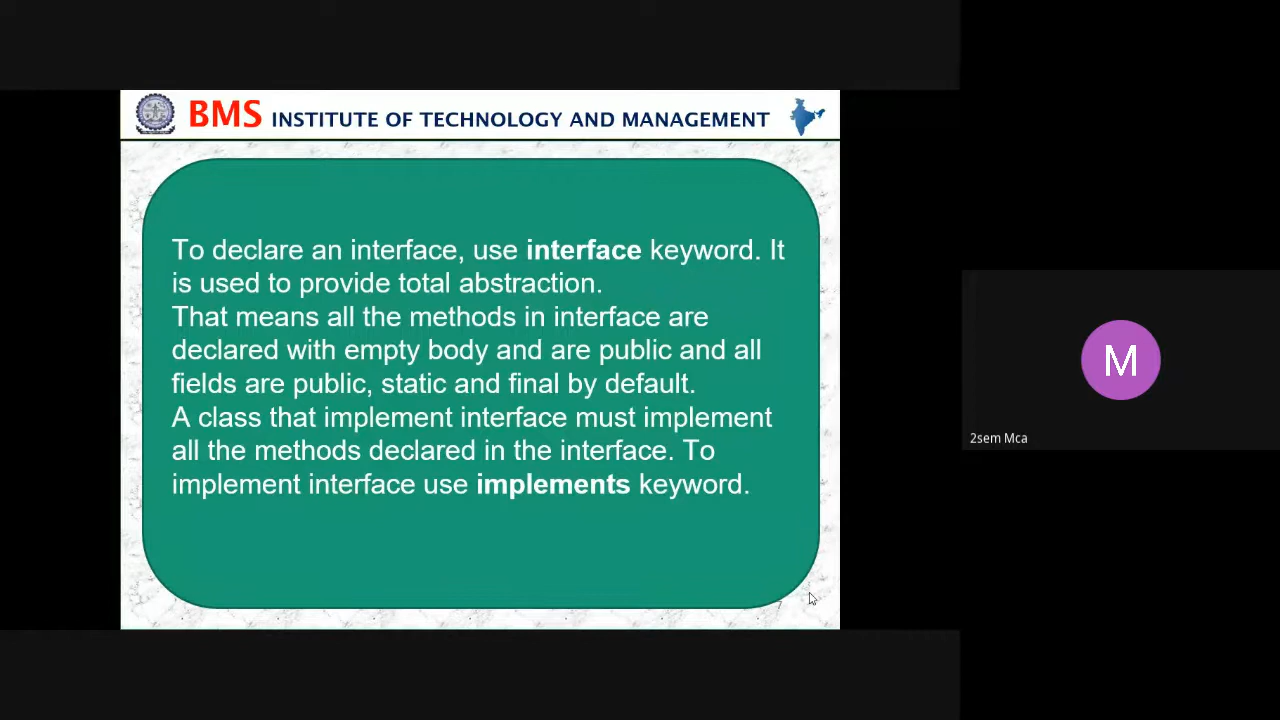 BMS INSTITUTE OF TECHNOLOGY AND MANAGEMENT
To declare an interface, use interface keyword. It
is used to provide total abstraction.
That means all the methods in interface are
declared with empty body and are public and all
fields are public, static and final by default.
A class that implement interface must implement
all the methods declared in the interface. To
implement interface use implements keyword.
7
M
2sem Mca